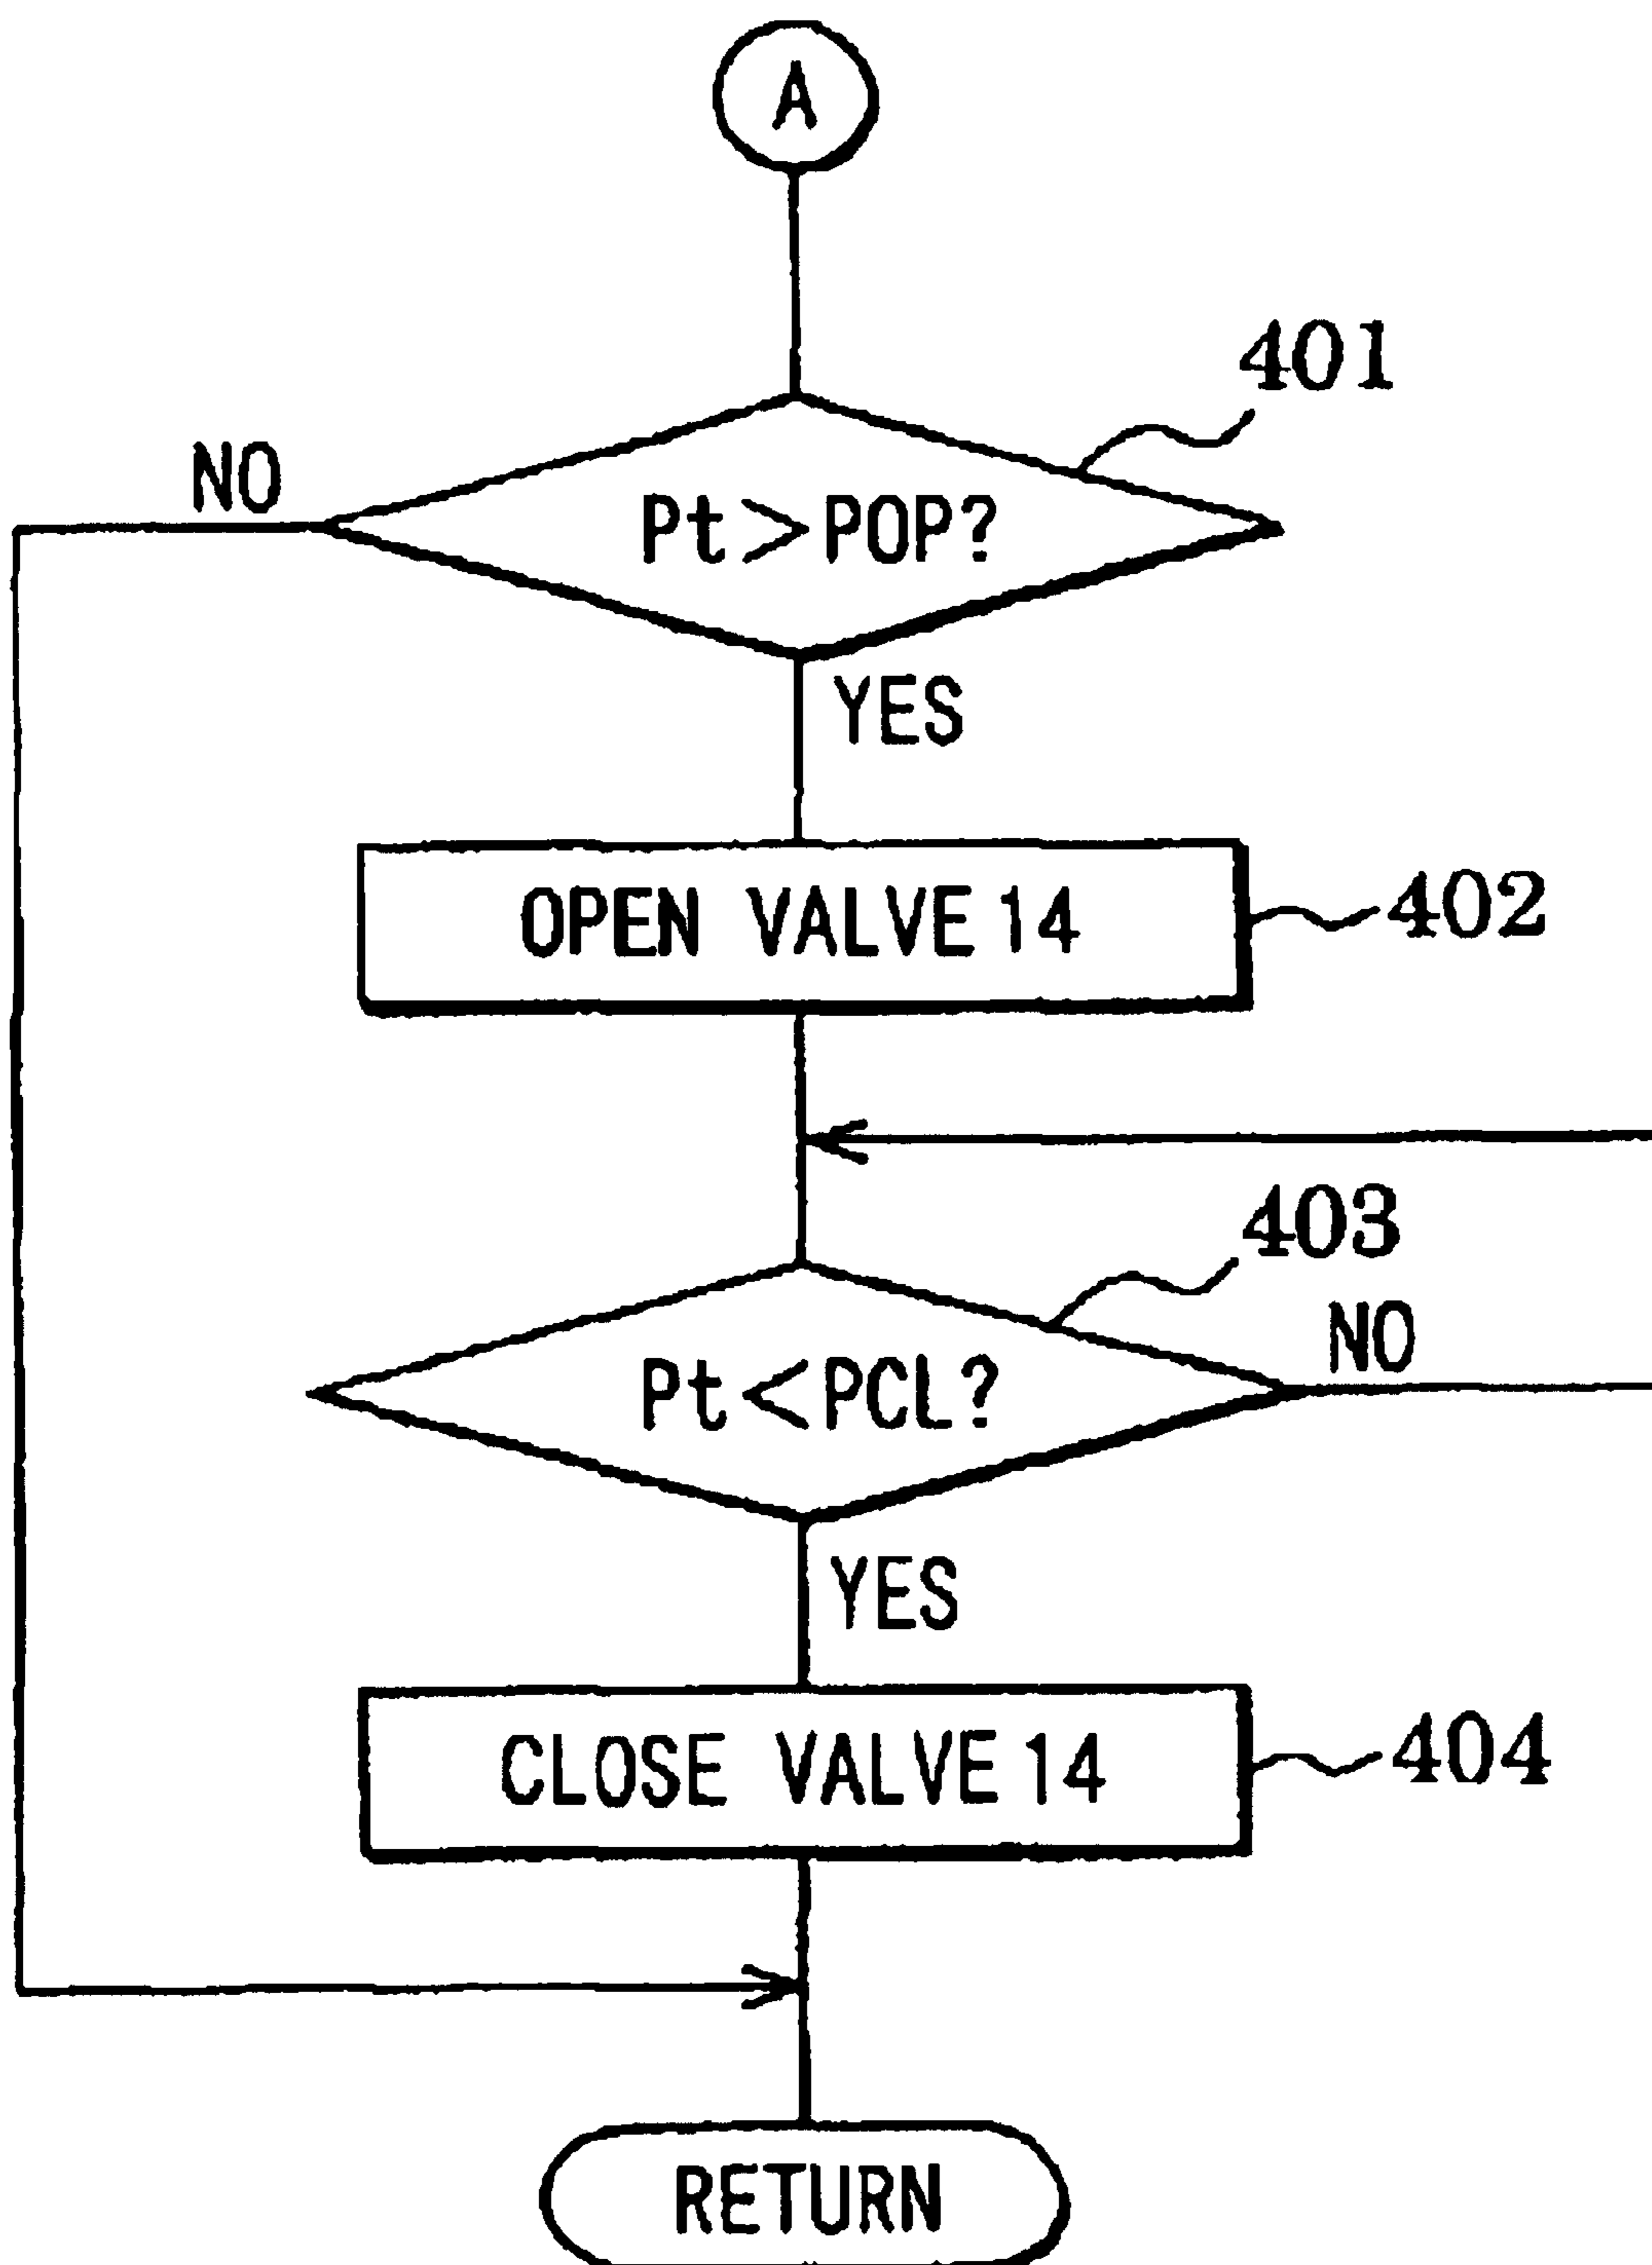 A
401
NO
Pt>POP?
YES
OPEN VALVE 14
402
403
NO
Pt<PCL?
YES
CLOSE VALVE 14
404
RETURN